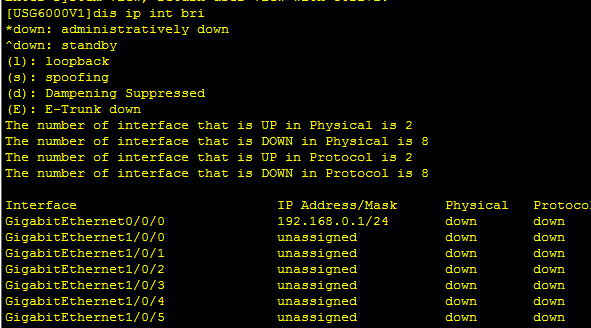 [USG6000V1]dis ip int bri
*down: administratively down
^down: standby
(l): loopback
(s): spoofing
(d): Dampening Suppressed
(E): E-Trunk down
The number of interface that is UP in Physical is 2
The number of interface that is DOWN in Physical is 8
The number of interface that is UP in Protocol is 2
The number of interface that is DOWN in Protocol is 8
Interface IP Address/Mask Physical Protocol
GigabitEthernet0/0/0 192.168.0.1/24 down down
GigabitEthernet1/0/0 unassigned down down
GigabitEthernet1/0/1 unassigned down down
GigabitEthernet1/0/2 unassigned down down
GigabitEthernet1/0/3 unassigned down down
GigabitEthernet1/0/4 unassigned down down
GigabitEthernet1/0/5 unassigned down down